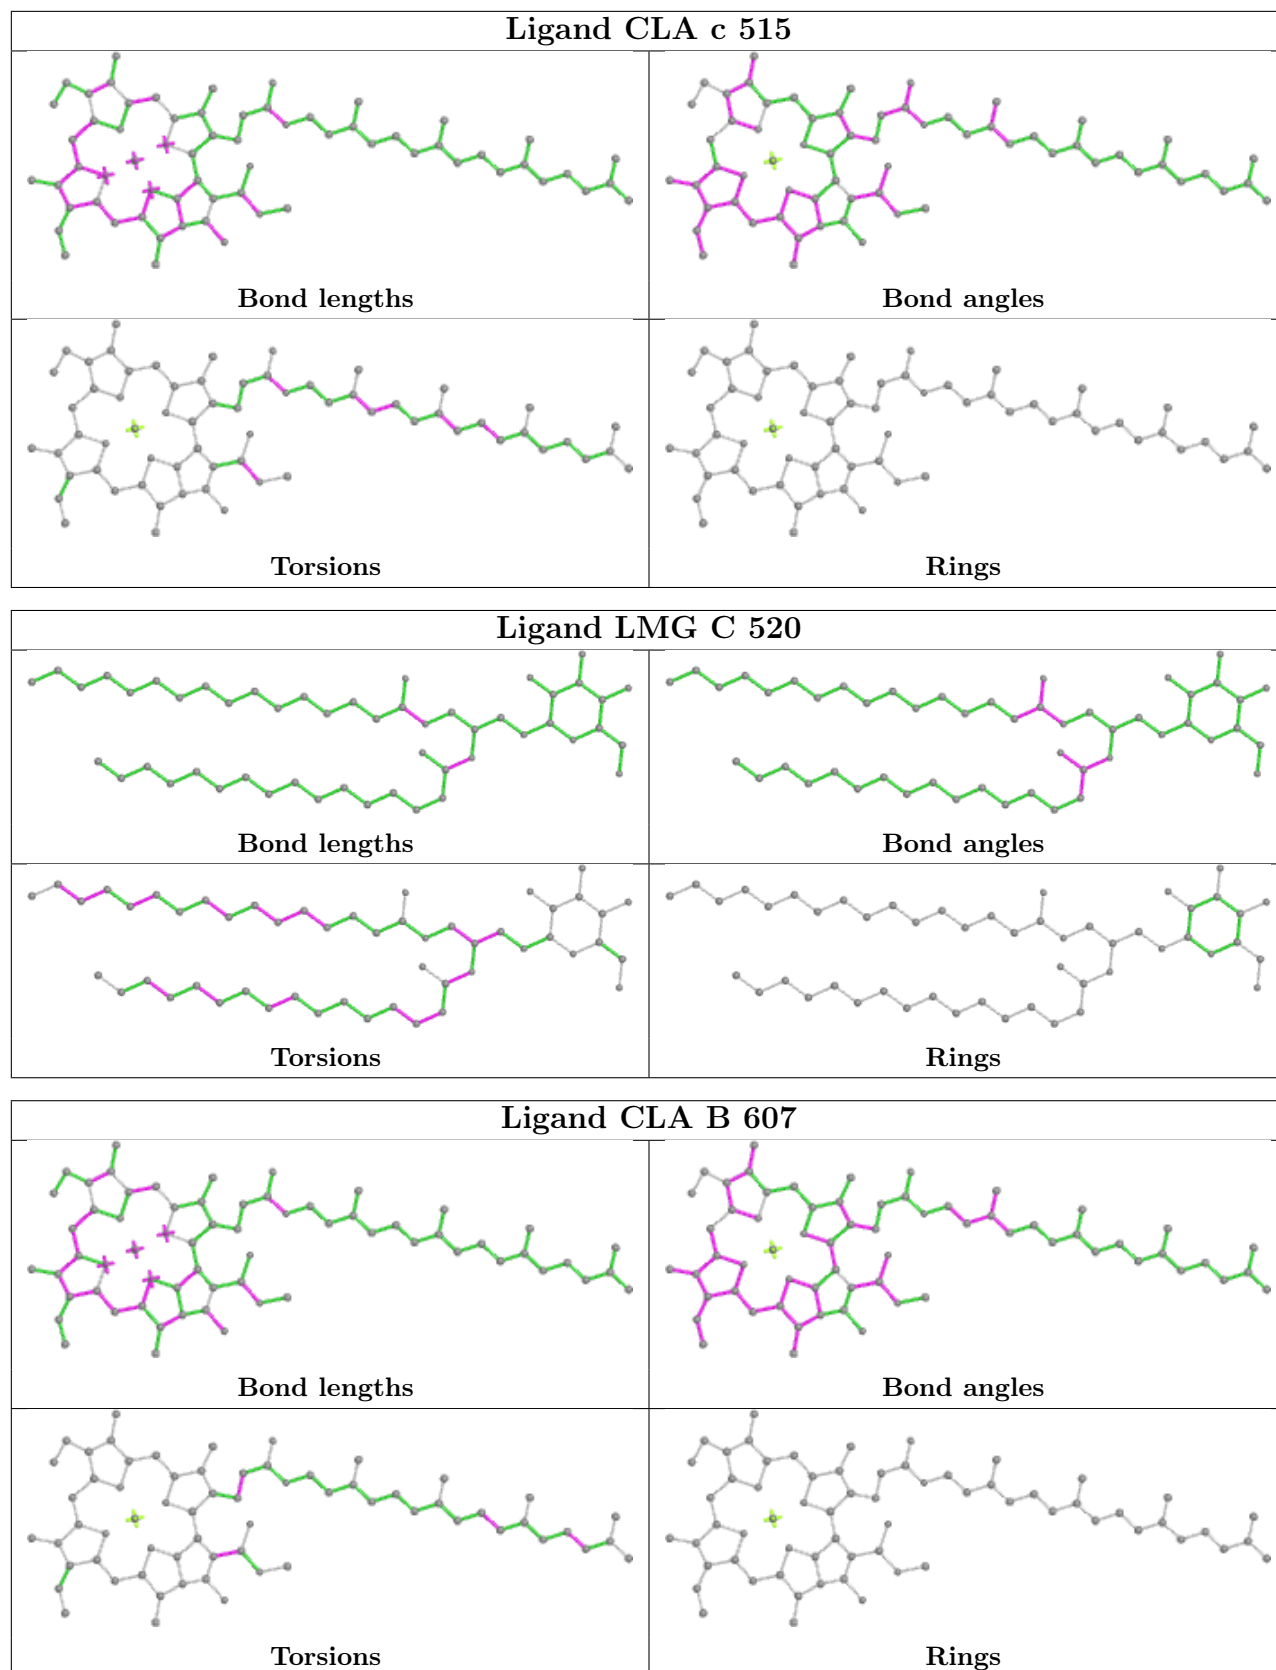 Ligand CLA c 515
Bond lengths
Bond angles
Torsions
Rings
Ligand LMG C 520
Bond lengths
Bond angles
Torsions
Rings
Ligand CLA B 607
Bond lengths
Bond angles
Torsions
Rings